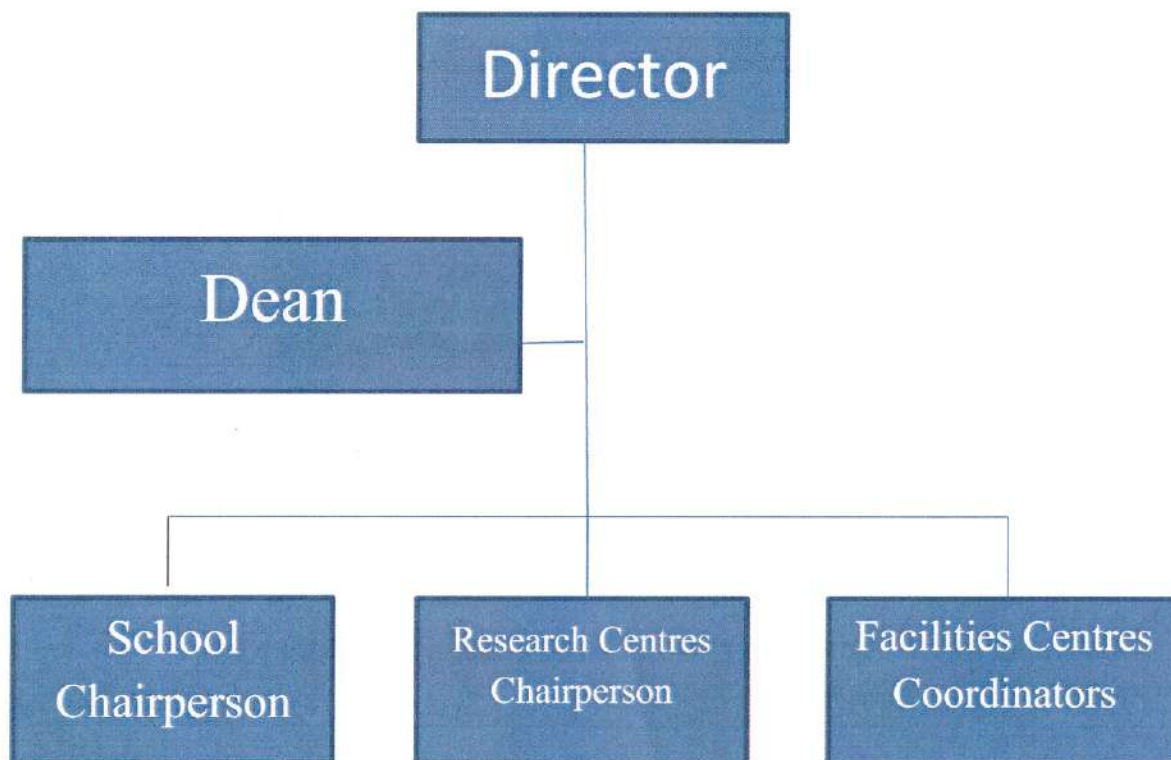 Director
Dean
School
Chairperson
Research Centres
Chairperson
Facilities Centres
Coordinators